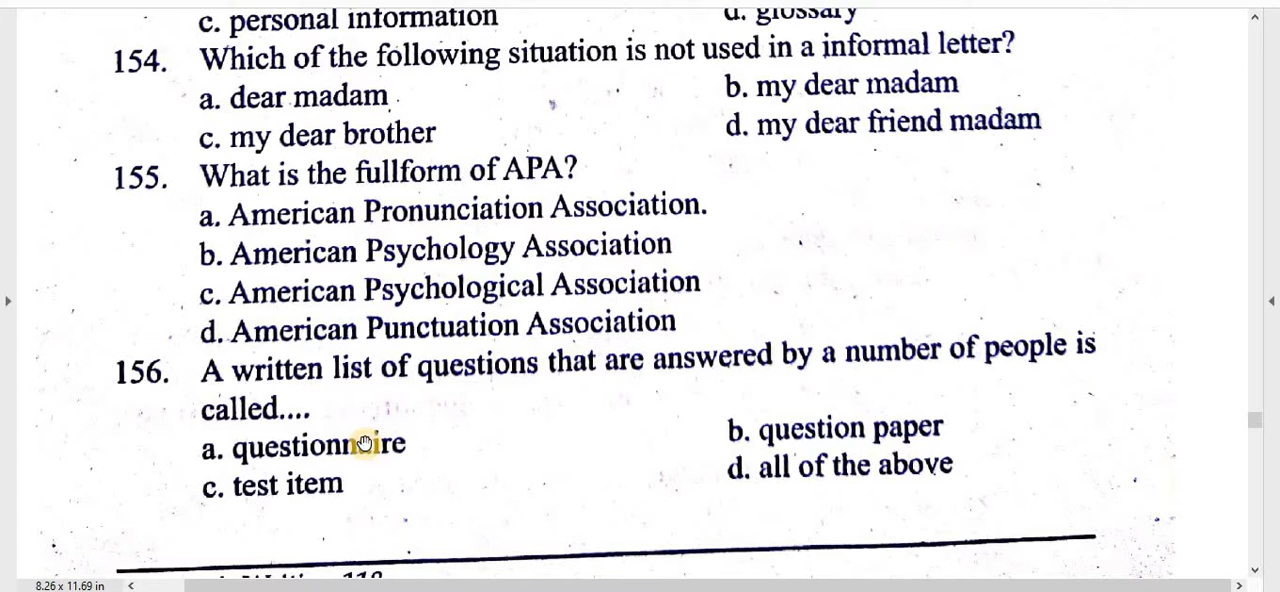 c. personal information
d. glossary
154. Which of the following situation is not used in a informal letter?
a. dear madam
b. my dear madam
c. my dear brother
d. my dear friend madam
155. What is the fullform of APA?
a. American Pronunciation Association.
b. American Psychology Association
c. American Psychological Association
d. American Punctuation Association
156. A written list of questions that are answered by a number of people is
called....
a. questionnaire
b. question paper
c. test item
d. all of the above
8.26 x 11.69 in